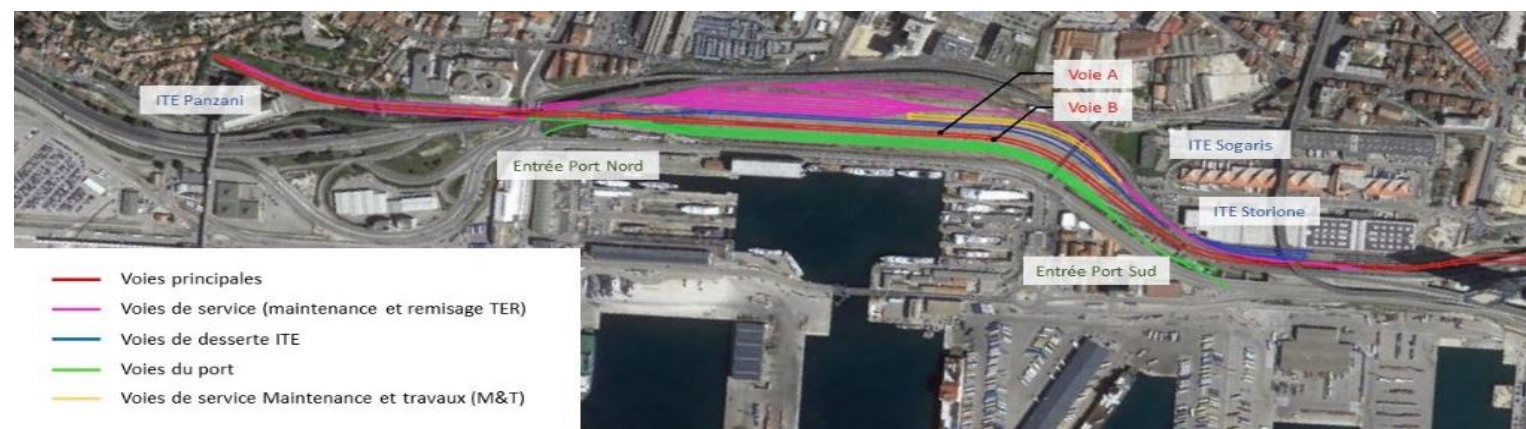 Voie A
ITE Panzani
Voie B
ITE Sogaris
Entrée Port Nord
ITE Storione
Entrée Port Sud
Voies principales
Voies de service (maintenance et remisage TER)
Voies de desserte ITE
Voies du port
Voies de service Maintenance et travaux (M&T)